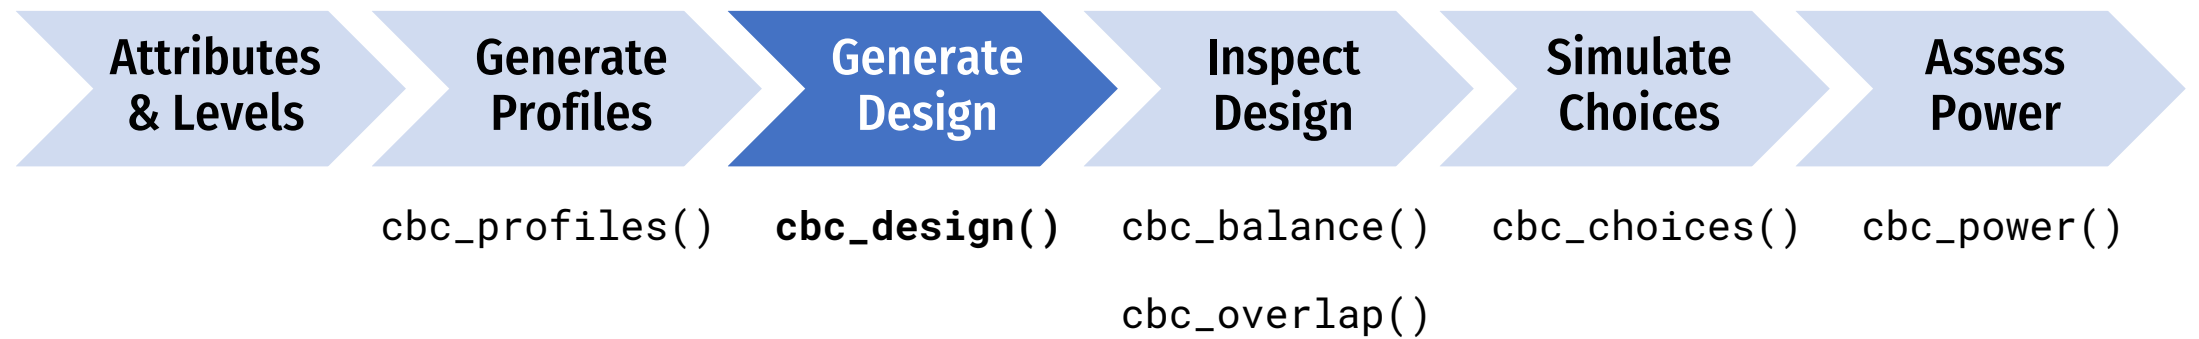 Attributes
& Levels
Generate
Profiles
Generate
Design
Inspect
Design
Simulate
Choices
Assess
Power
cbc_profiles()
cbc_design()
cbc_balance()
cbc_choices()
cbc_power()
cbc_overlap()